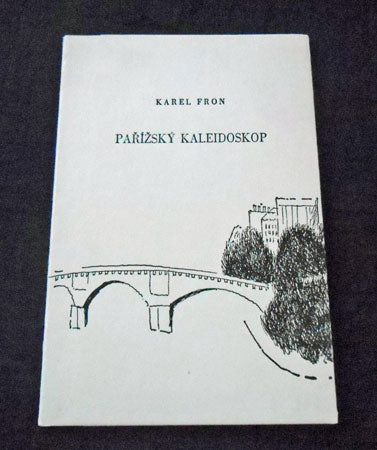 KAREL FRON
PAŘÍŽSKÝ KALEIDOSKOP